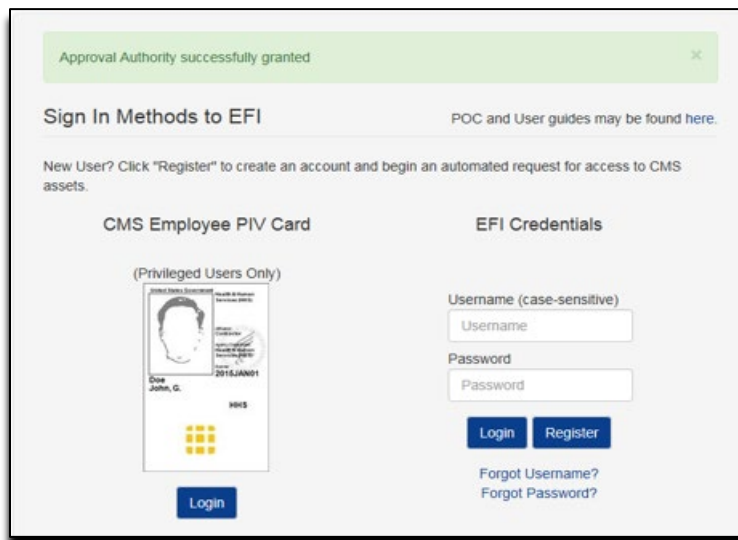 Approval Authority successfully granted ×
Sign In Methods to EFI
POC and User guides may be found here.
New User? Click "Register" to create an account and begin an automated request for access to CMS
assets.
CMS Employee PIV Card
(Privileged Users Only)
United States Government
Health & Human
Services (HHS)
Affiliation
Contractor
Health & Human
Services (HHS)
2015JAN01
Doe
John, G.
HHS
Login
EFI Credentials
Username (case-sensitive)
Username
Password
Password
Login Register
Forgot Username?
Forgot Password?